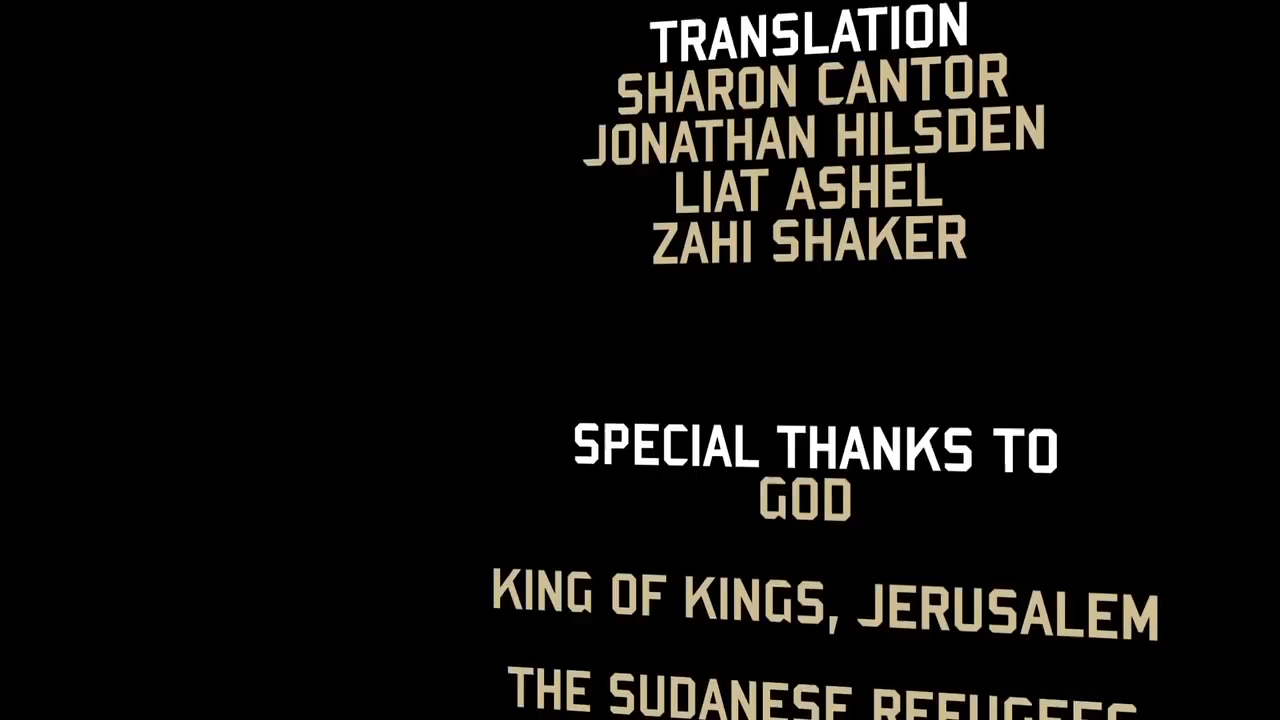 TRANSLATION
SHARON CANTOR
JONATHAN HILSDEN
LIAT ASHEL
ZAHI SHAKER
SPECIAL THANKS TO
GOD
KING OF KINGS, JERUSALEM
THE SUDANESE REFUGEES